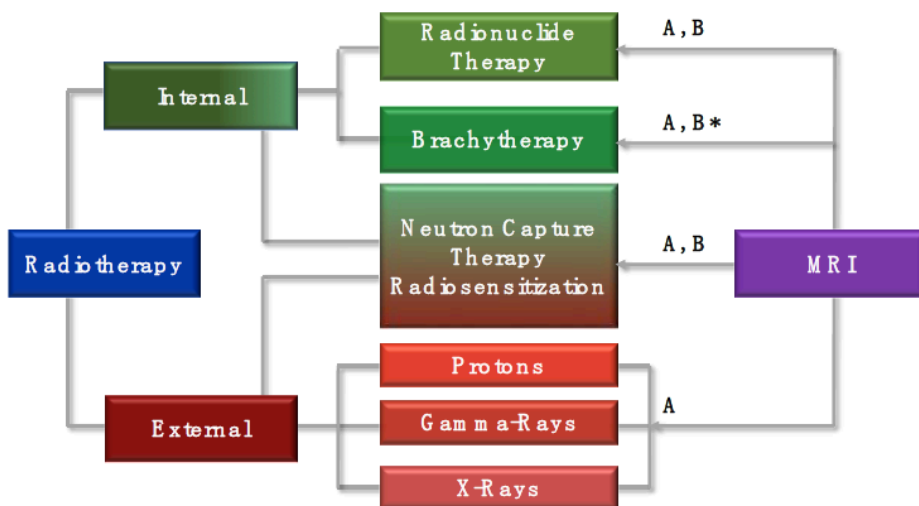 Radionuclide
Therapy
A, B
Internal
Brachytherapy
A, B*
Neutron Capture
Therapy
Radiosensitization
A, B
Radiotherapy
MRI
Protons
Gamma-Rays
A
External
X-Rays